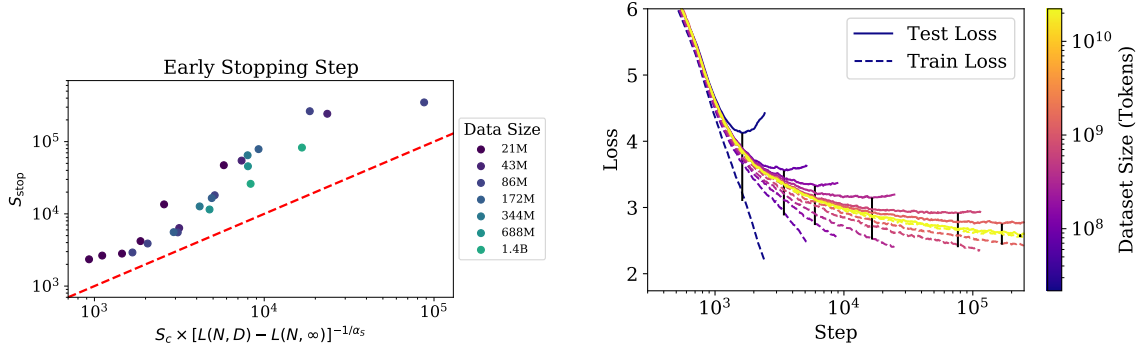 Early Stopping Step
S_stop
10^5
10^4
10^3
10^3 10^4 10^5
S_c × [L(N, D) − L(N, ∞)]^{−1/α_S}
Data Size
21M
43M
86M
172M
344M
688M
1.4B
Loss
6
5
4
3
2
10^3 10^4 10^5
Step
Test Loss
Train Loss
10^10
10^9
10^8
Dataset Size (Tokens)